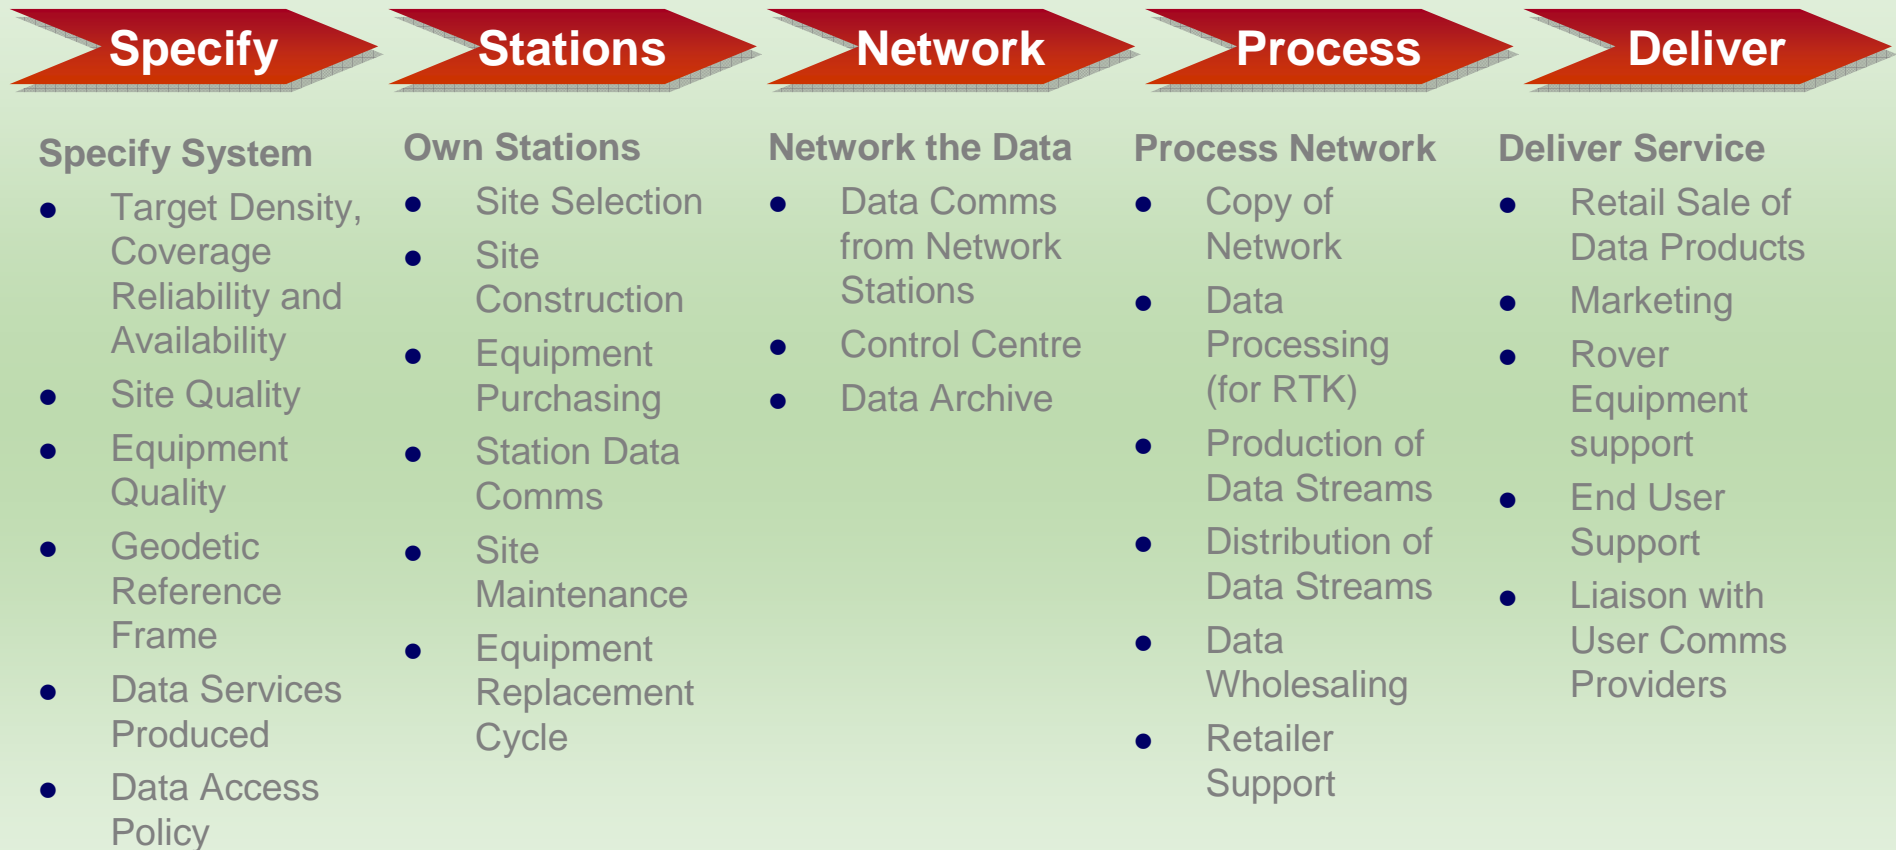 Specify
Stations
Network
Process
Deliver
Specify System
● Target Density,
Coverage
Reliability and
Availability
● Site Quality
● Equipment
Quality
● Geodetic
Reference
Frame
● Data Services
Produced
● Data Access
Policy
Own Stations
● Site Selection
● Site
Construction
● Equipment
Purchasing
● Station Data
Comms
● Site
Maintenance
● Equipment
Replacement
Cycle
Network the Data
● Data Comms
from Network
Stations
● Control Centre
● Data Archive
Process Network
● Copy of
Network
● Data
Processing
(for RTK)
● Production of
Data Streams
● Distribution of
Data Streams
● Data
Wholesaling
● Retailer
Support
Deliver Service
● Retail Sale of
Data Products
● Marketing
● Rover
Equipment
support
● End User
Support
● Liaison with
User Comms
Providers